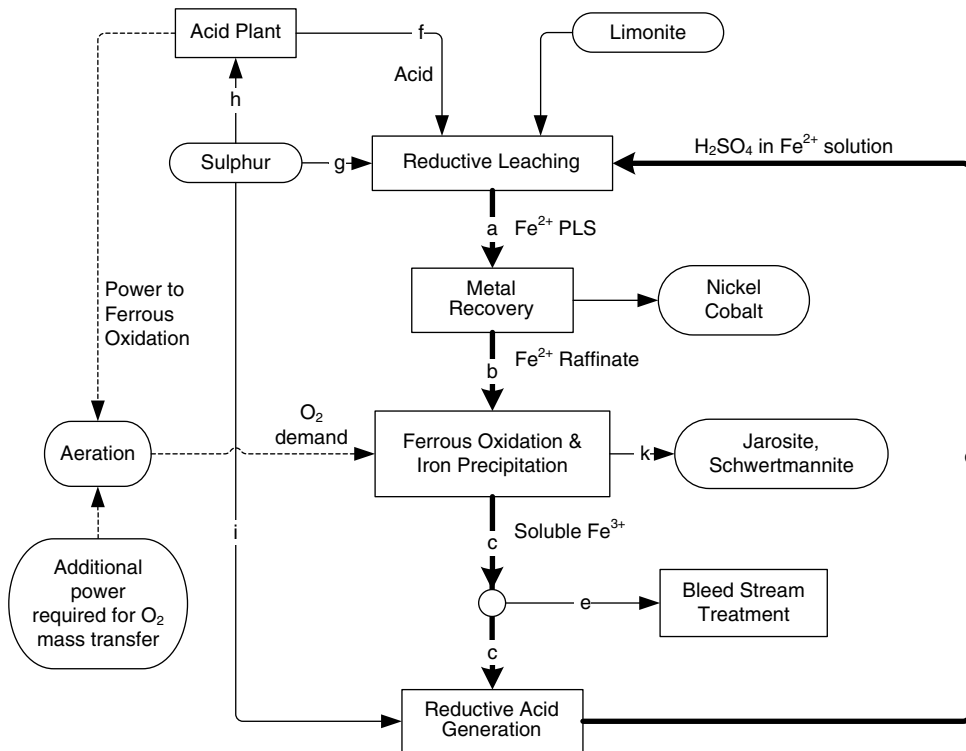 Acid Plant
f
Limonite
Acid
h
H₂SO₄ in Fe²⁺ solution
Sulphur
g
Reductive Leaching
a
Fe²⁺ PLS
Power to
Ferrous
Oxidation
Metal
Recovery
Nickel
Cobalt
Fe²⁺ Raffinate
b
O₂
demand
Aeration
Ferrous Oxidation &
Iron Precipitation
k
Jarosite,
Schwertmannite
i
Soluble Fe³⁺
c
Additional
power
required for O₂
mass transfer
e
Bleed Stream
Treatment
c
Reductive Acid
Generation